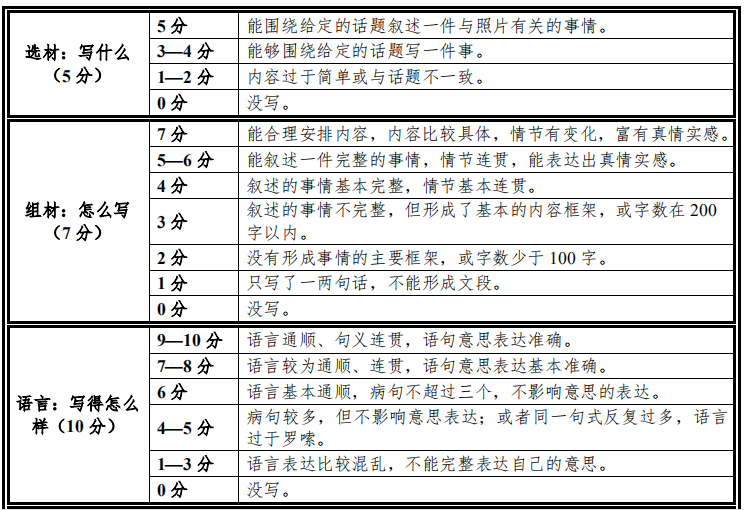 选材：写什么
（5 分）
5 分
能围绕给定的话题叙述一件与照片有关的事情。
3—4 分
能够围绕给定的话题写一件事。
1—2 分
内容过于简单或与话题不一致。
0 分
没写。
组材：怎么写
（7 分）
7 分
能合理安排内容，内容比较具体，情节有变化，富有真情实感。
5—6 分
能叙述一件完整的事情，情节连贯，能表达出真情实感。
4 分
叙述的事情基本完整，情节基本连贯。
3 分
叙述的事情不完整，但形成了基本的内容框架，或字数在 200
字以内。
2 分
没有形成事情的主要框架，或字数少于 100 字。
1 分
只写了一两句话，不能形成文段。
0 分
没写。
语言：写得怎么
样（10 分）
9—10 分
语言通顺、句义连贯，语句意思表达准确。
7—8 分
语言较为通顺、连贯，语句意思表达基本准确。
6 分
语言基本通顺，病句不超过三个，不影响意思的表达。
4—5 分
病句较多，但不影响意思表达；或者同一句式反复过多，语言
过于罗嗦。
1—3 分
语言表达比较混乱，不能完整表达自己的意思。
0 分
没写。